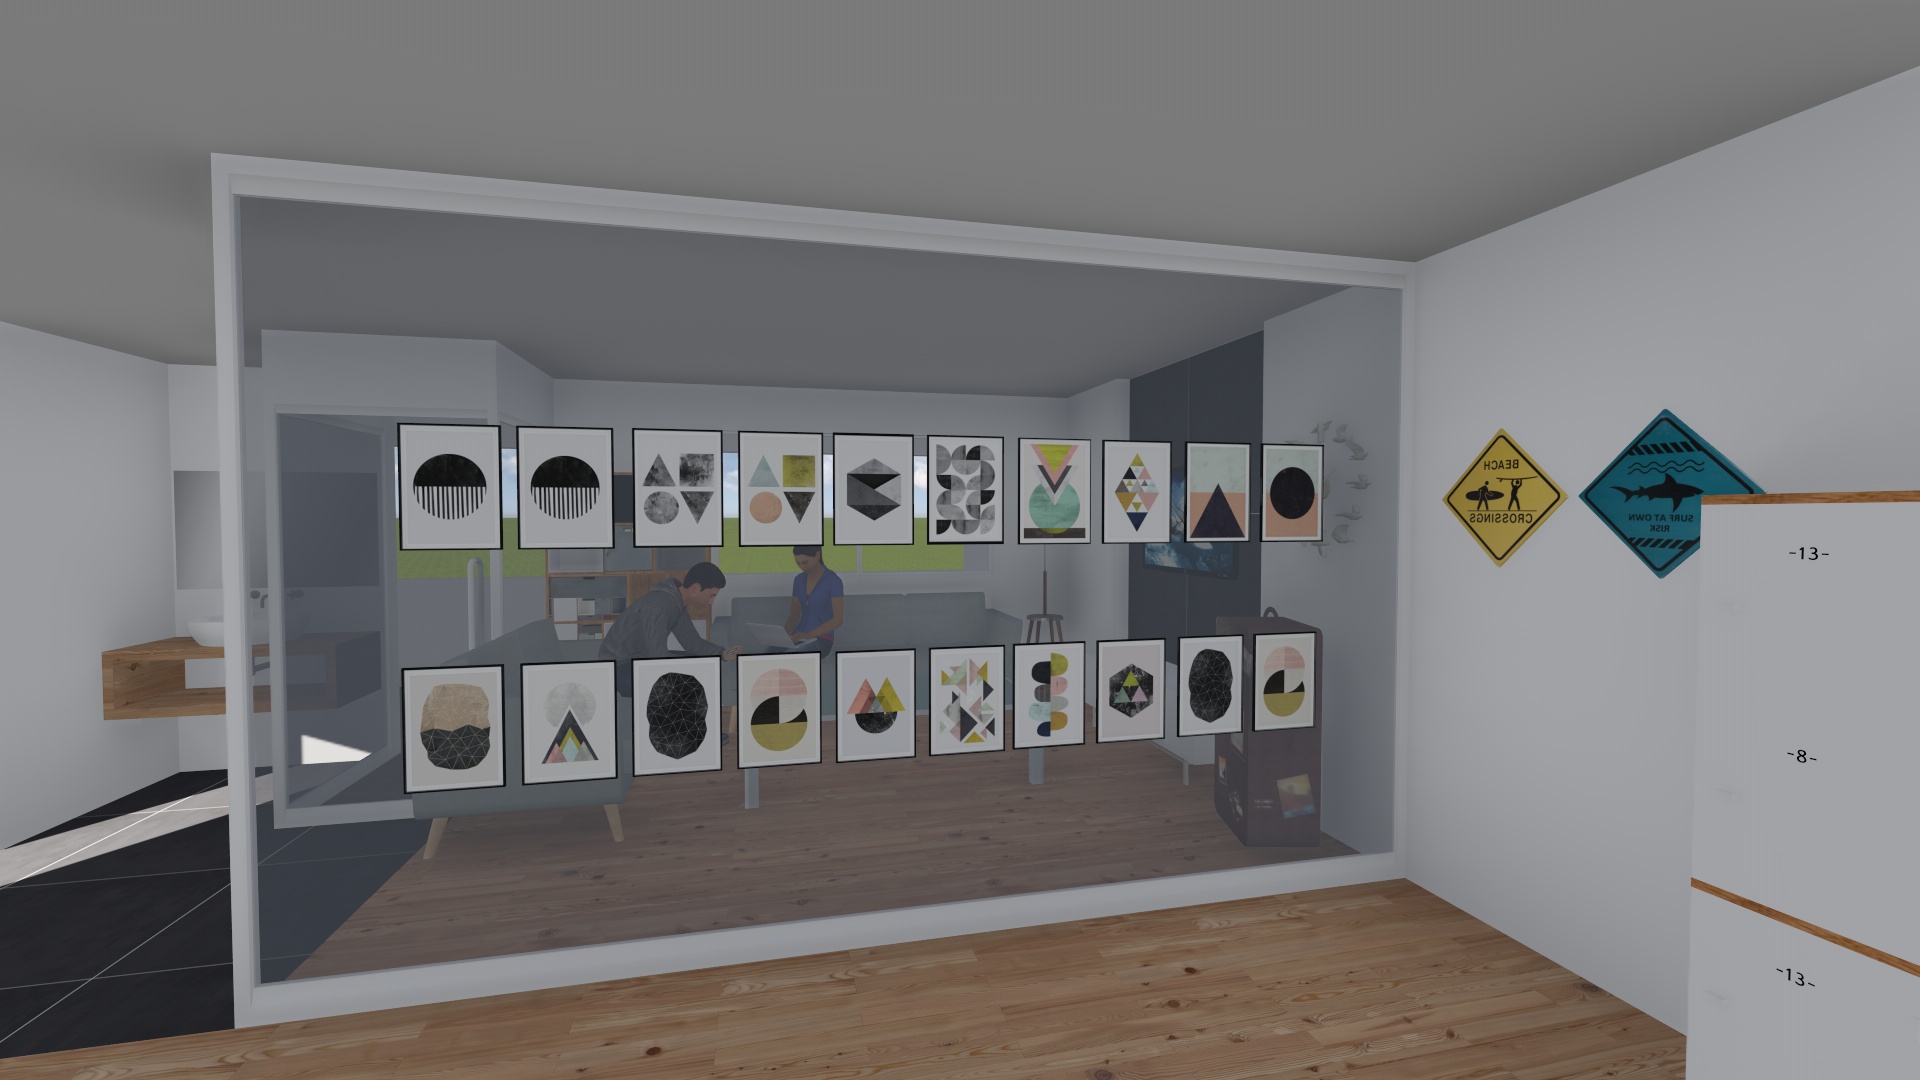 BEACH
CROSSINGS
SURF AT OWN
RISK
-13-
-8-
-13-